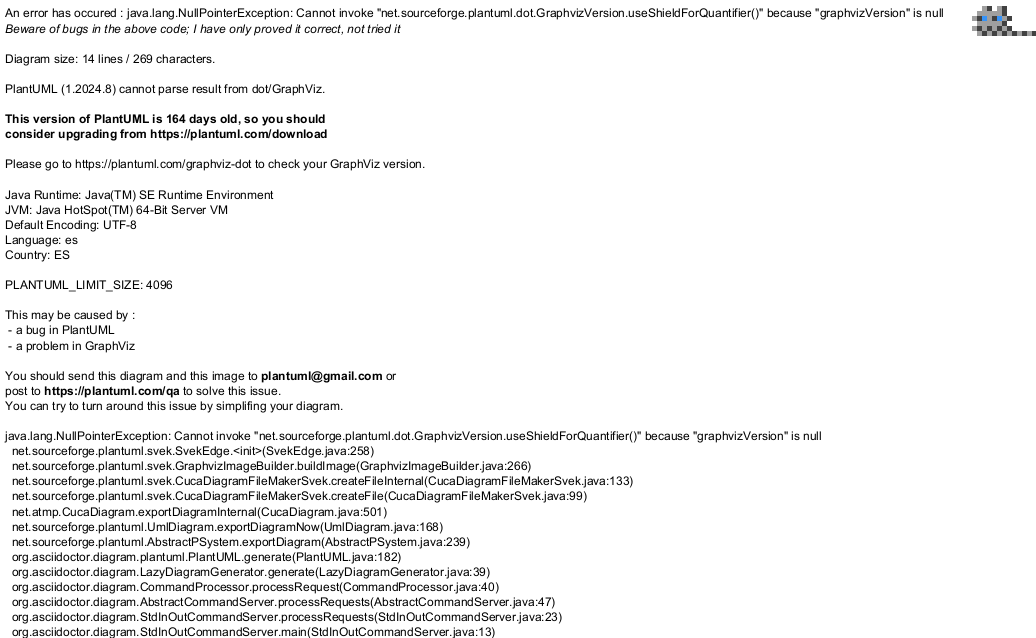 An error has occured : java.lang.NullPointerException: Cannot invoke "net.sourceforge.plantuml.dot.GraphvizVersion.useShieldForQuantifier()" because "graphvizVersion" is null
Beware of bugs in the above code; I have only proved it correct, not tried it
Diagram size: 14 lines / 269 characters.
PlantUML (1.2024.8) cannot parse result from dot/GraphViz.
This version of PlantUML is 164 days old, so you should
consider upgrading from https://plantuml.com/download
Please go to https://plantuml.com/graphviz-dot to check your GraphViz version.
Java Runtime: Java(TM) SE Runtime Environment
JVM: Java HotSpot(TM) 64-Bit Server VM
Default Encoding: UTF-8
Language: es
Country: ES
PLANTUML_LIMIT_SIZE: 4096
This may be caused by :
- a bug in PlantUML
- a problem in GraphViz
You should send this diagram and this image to plantuml@gmail.com or
post to https://plantuml.com/qa to solve this issue.
You can try to turn around this issue by simplifing your diagram.
java.lang.NullPointerException: Cannot invoke "net.sourceforge.plantuml.dot.GraphvizVersion.useShieldForQuantifier()" because "graphvizVersion" is null
net.sourceforge.plantuml.svek.SvekEdge.<init>(SvekEdge.java:258)
net.sourceforge.plantuml.svek.GraphvizImageBuilder.buildImage(GraphvizImageBuilder.java:266)
net.sourceforge.plantuml.svek.CucaDiagramFileMakerSvek.createFileInternal(CucaDiagramFileMakerSvek.java:133)
net.sourceforge.plantuml.svek.CucaDiagramFileMakerSvek.createFile(CucaDiagramFileMakerSvek.java:99)
net.atmp.CucaDiagram.exportDiagramInternal(CucaDiagram.java:501)
net.sourceforge.plantuml.UmlDiagram.exportDiagramNow(UmlDiagram.java:168)
net.sourceforge.plantuml.AbstractPSystem.exportDiagram(AbstractPSystem.java:239)
org.asciidoctor.diagram.plantuml.PlantUML.generate(PlantUML.java:182)
org.asciidoctor.diagram.LazyDiagramGenerator.generate(LazyDiagramGenerator.java:39)
org.asciidoctor.diagram.CommandProcessor.processRequest(CommandProcessor.java:40)
org.asciidoctor.diagram.AbstractCommandServer.processRequests(AbstractCommandServer.java:47)
org.asciidoctor.diagram.StdInOutCommandServer.processRequests(StdInOutCommandServer.java:23)
org.asciidoctor.diagram.StdInOutCommandServer.main(StdInOutCommandServer.java:13)